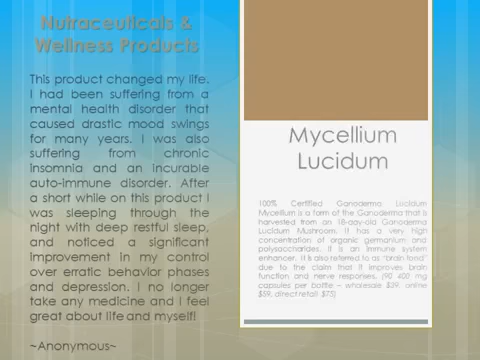 Nutraceuticals &
Wellness Products
This product changed my life.
I had been suffering from a
mental health disorder that
caused drastic mood swings
for many years. I was also
suffering from chronic
insomnia and an incurable
auto-immune disorder. After
a short while on this product I
was sleeping through the
night with deep restful sleep,
and noticed a significant
improvement in my control
over erratic behavior phases
and depression. I no longer
take any medicine and I feel
great about life and myself!
~Anonymous~
Mycellium
Lucidum
100% Certified Ganoderma Lucidum
Mycellium is a form of the Ganoderma that is
harvested from an 18-day-old Ganoderma
Lucidum Mushroom. It has a very high
concentration of organic germanium and
polysaccharides. It is an immune system
enhancer. It is also referred to as "brain food"
due to the claim that it improves brain
function and nerve responses. (90 400 mg
capsules per bottle – wholesale $39, online
$59, direct retail: $75)